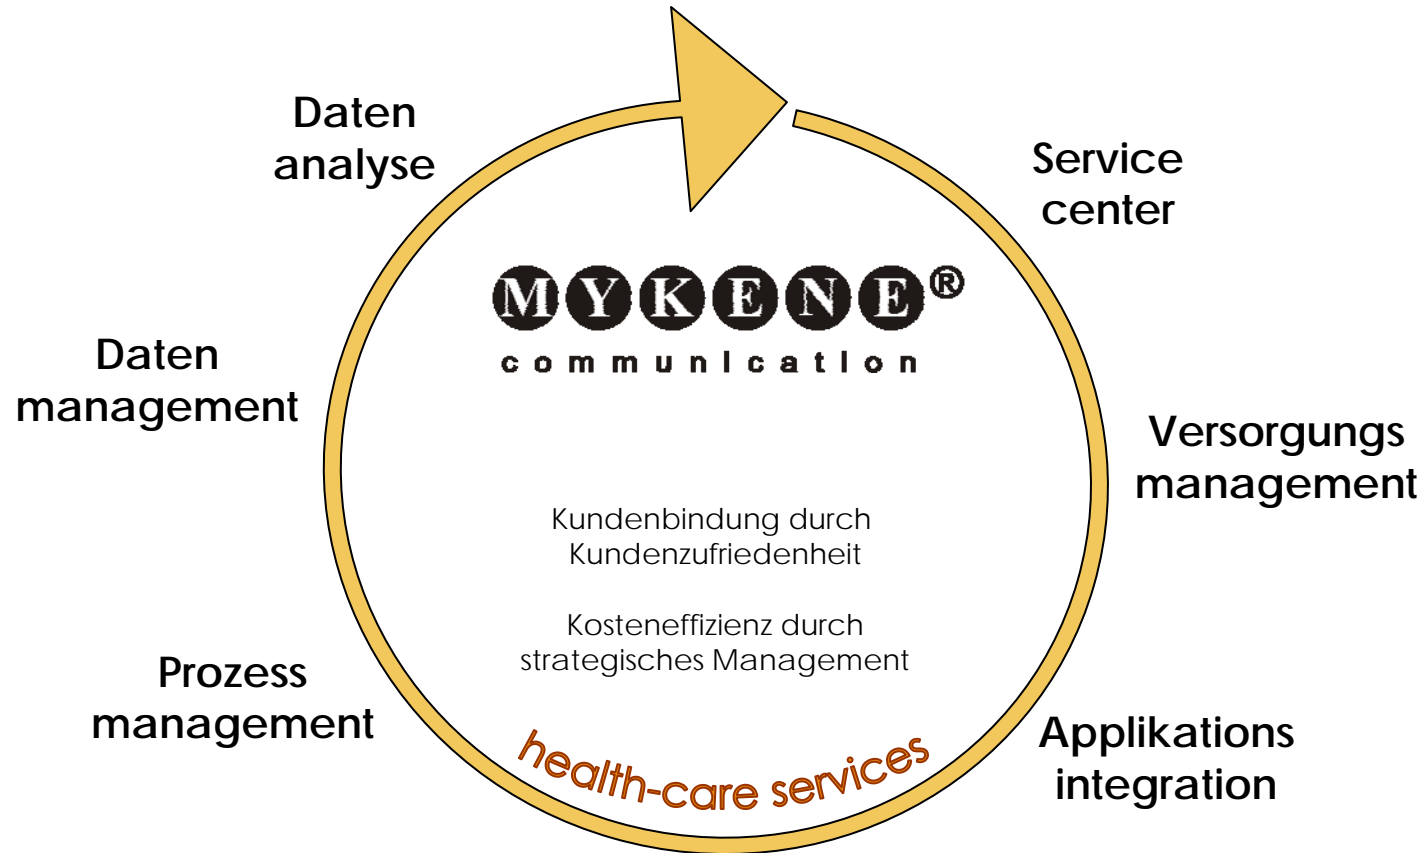 Daten
analyse
Service
center
MYKENE®
communication
Daten
management
Versorgungs
management
Kundenbindung durch
Kundenzufriedenheit
Kosteneffizienz durch
strategisches Management
Prozess
management
Applikations
integration
health-care services